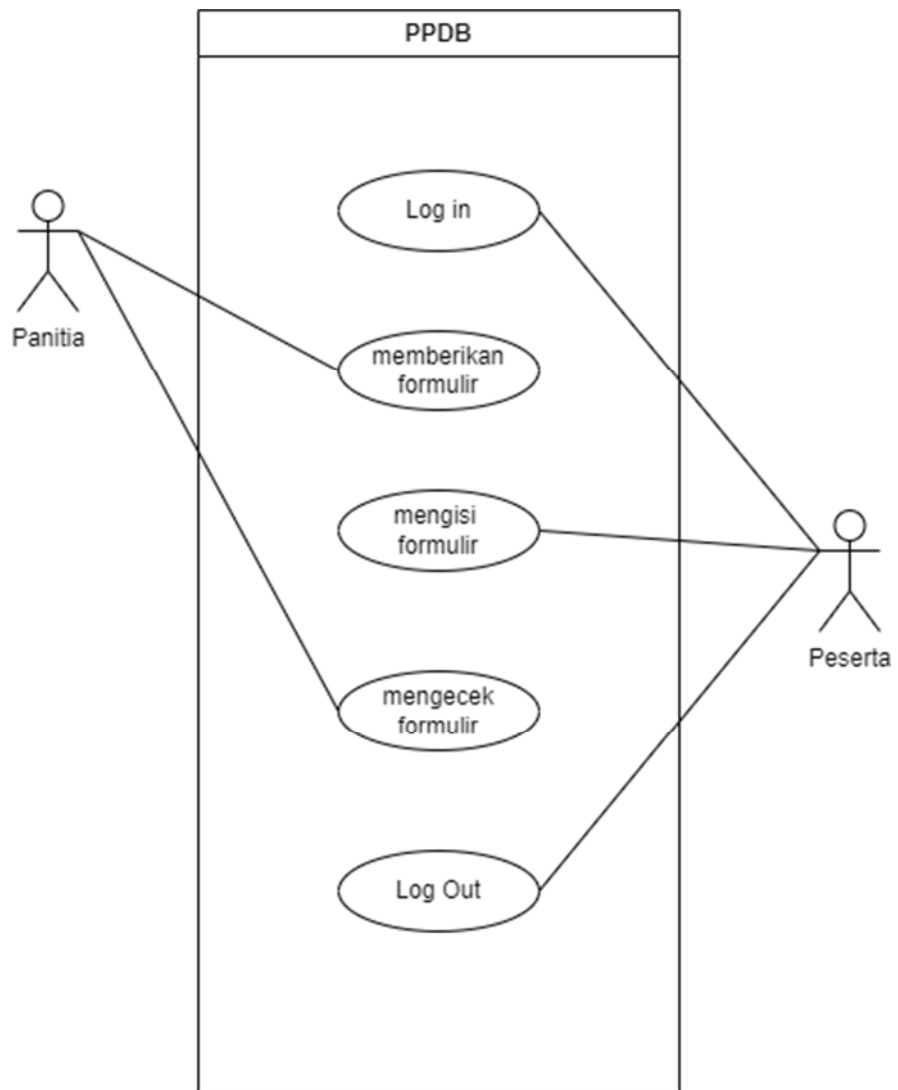 PPDB
Log in
Panitia
memberikan
formulir
mengisi
formulir
Peserta
mengecek
formulir
Log Out